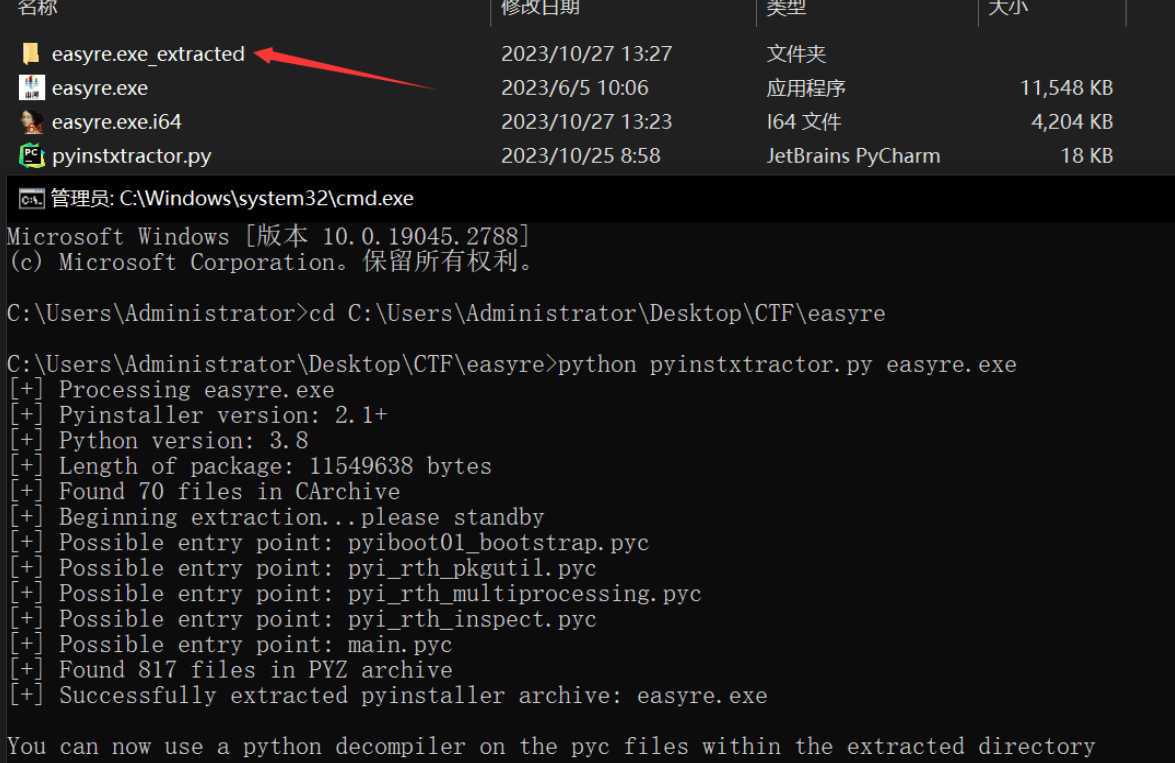 名称 修改日期 类型 大小
easyre.exe_extracted 2023/10/27 13:27 文件夹
easyre.exe 2023/6/5 10:06 应用程序 11,548 KB
easyre.exe.i64 2023/10/27 13:23 I64 文件 4,204 KB
pyinstxtractor.py 2023/10/25 8:58 JetBrains PyCharm 18 KB
管理员: C:\Windows\system32\cmd.exe
Microsoft Windows [版本 10.0.19045.2788]
(c) Microsoft Corporation。保留所有权利。
C:\Users\Administrator>cd C:\Users\Administrator\Desktop\CTF\easyre
C:\Users\Administrator\Desktop\CTF\easyre>python pyinstxtractor.py easyre.exe
[+] Processing easyre.exe
[+] Pyinstaller version: 2.1+
[+] Python version: 3.8
[+] Length of package: 11549638 bytes
[+] Found 70 files in CArchive
[+] Beginning extraction...please standby
[+] Possible entry point: pyiboot01_bootstrap.pyc
[+] Possible entry point: pyi_rth_pkgutil.pyc
[+] Possible entry point: pyi_rth_multiprocessing.pyc
[+] Possible entry point: pyi_rth_inspect.pyc
[+] Possible entry point: main.pyc
[+] Found 817 files in PYZ archive
[+] Successfully extracted pyinstaller archive: easyre.exe
You can now use a python decompiler on the pyc files within the extracted directory